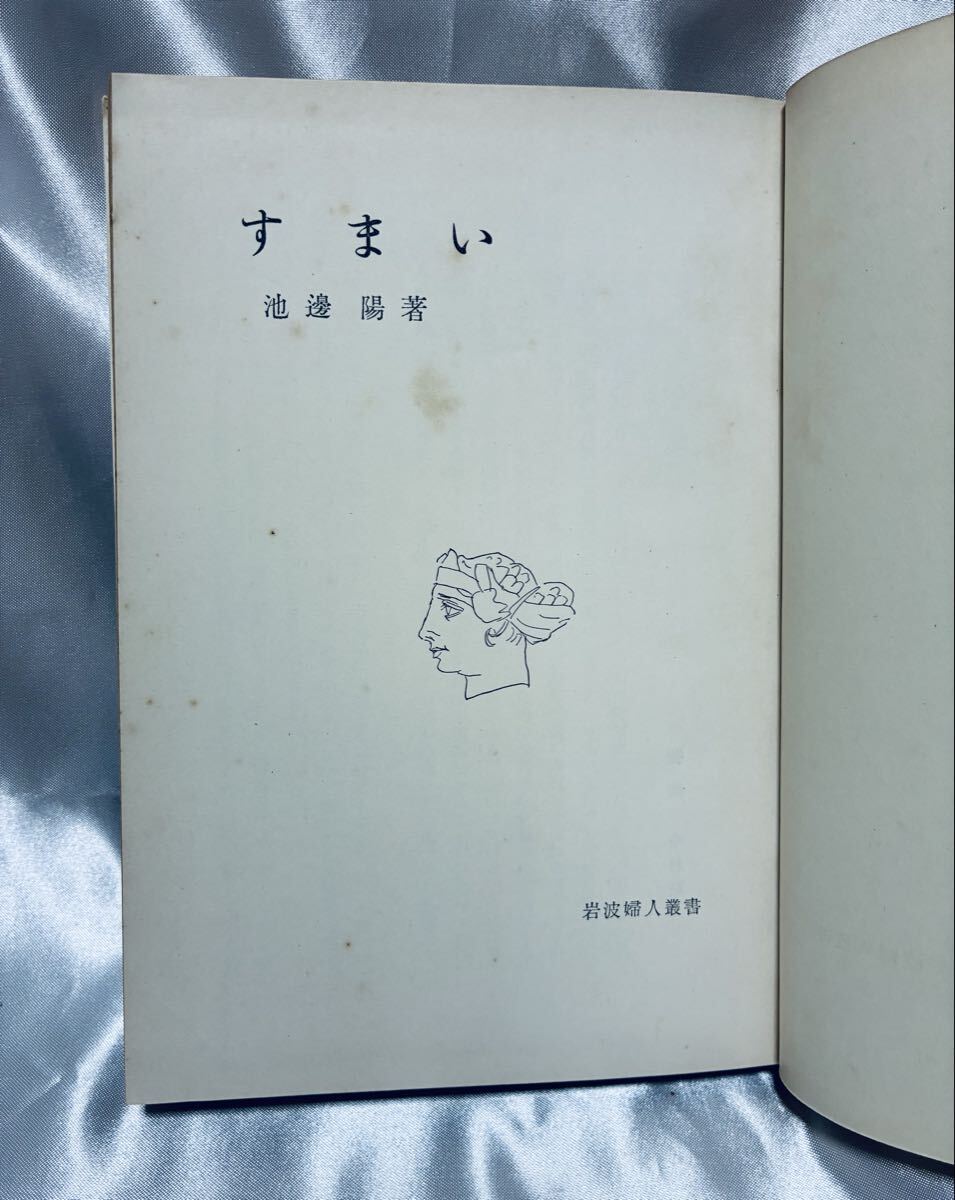 すまい
池邊 陽著
岩波婦人叢書